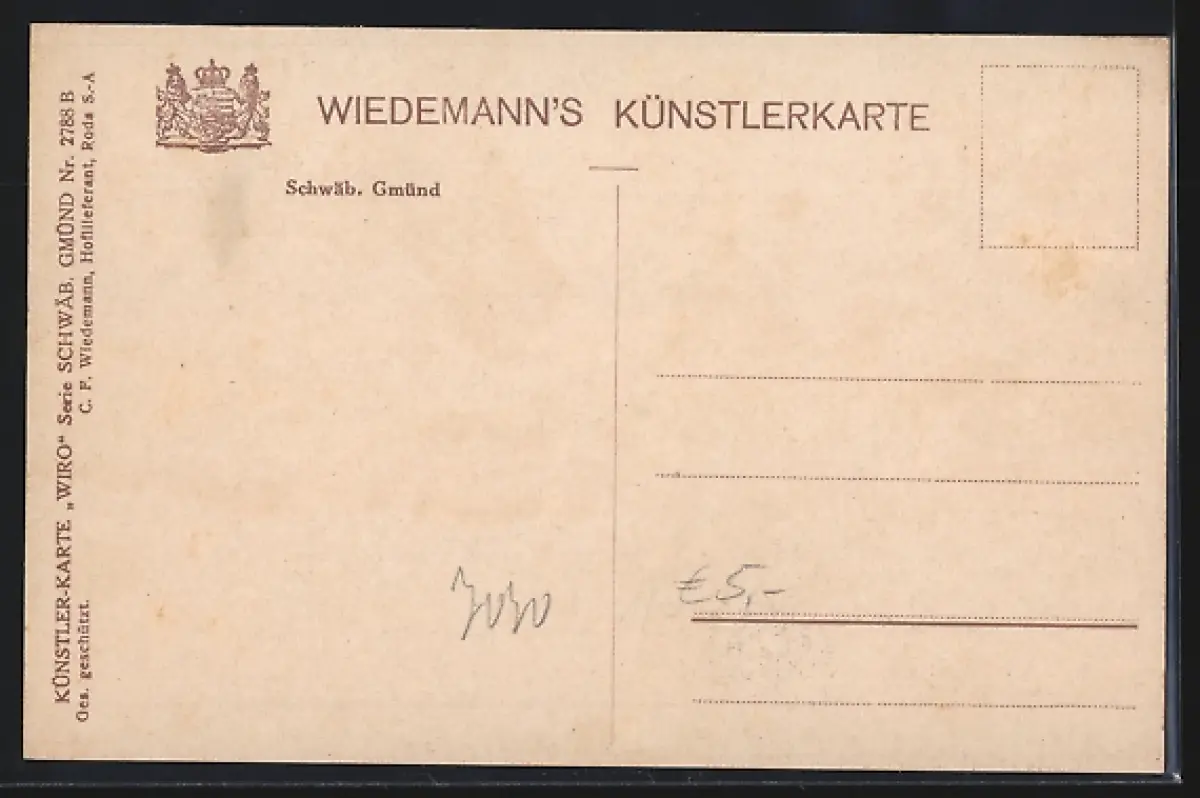 WIEDEMANN'S KÜNSTLERKARTE
Schwäb. Gmünd
KÜNSTLER-KARTE „WIRO“ Serie SCHWÄB. GMÜND Nr. 2788 B
Ges. geschützt.
C. F. Wiedemann, Hoflieferant, Roda S.-A
€ 5,-